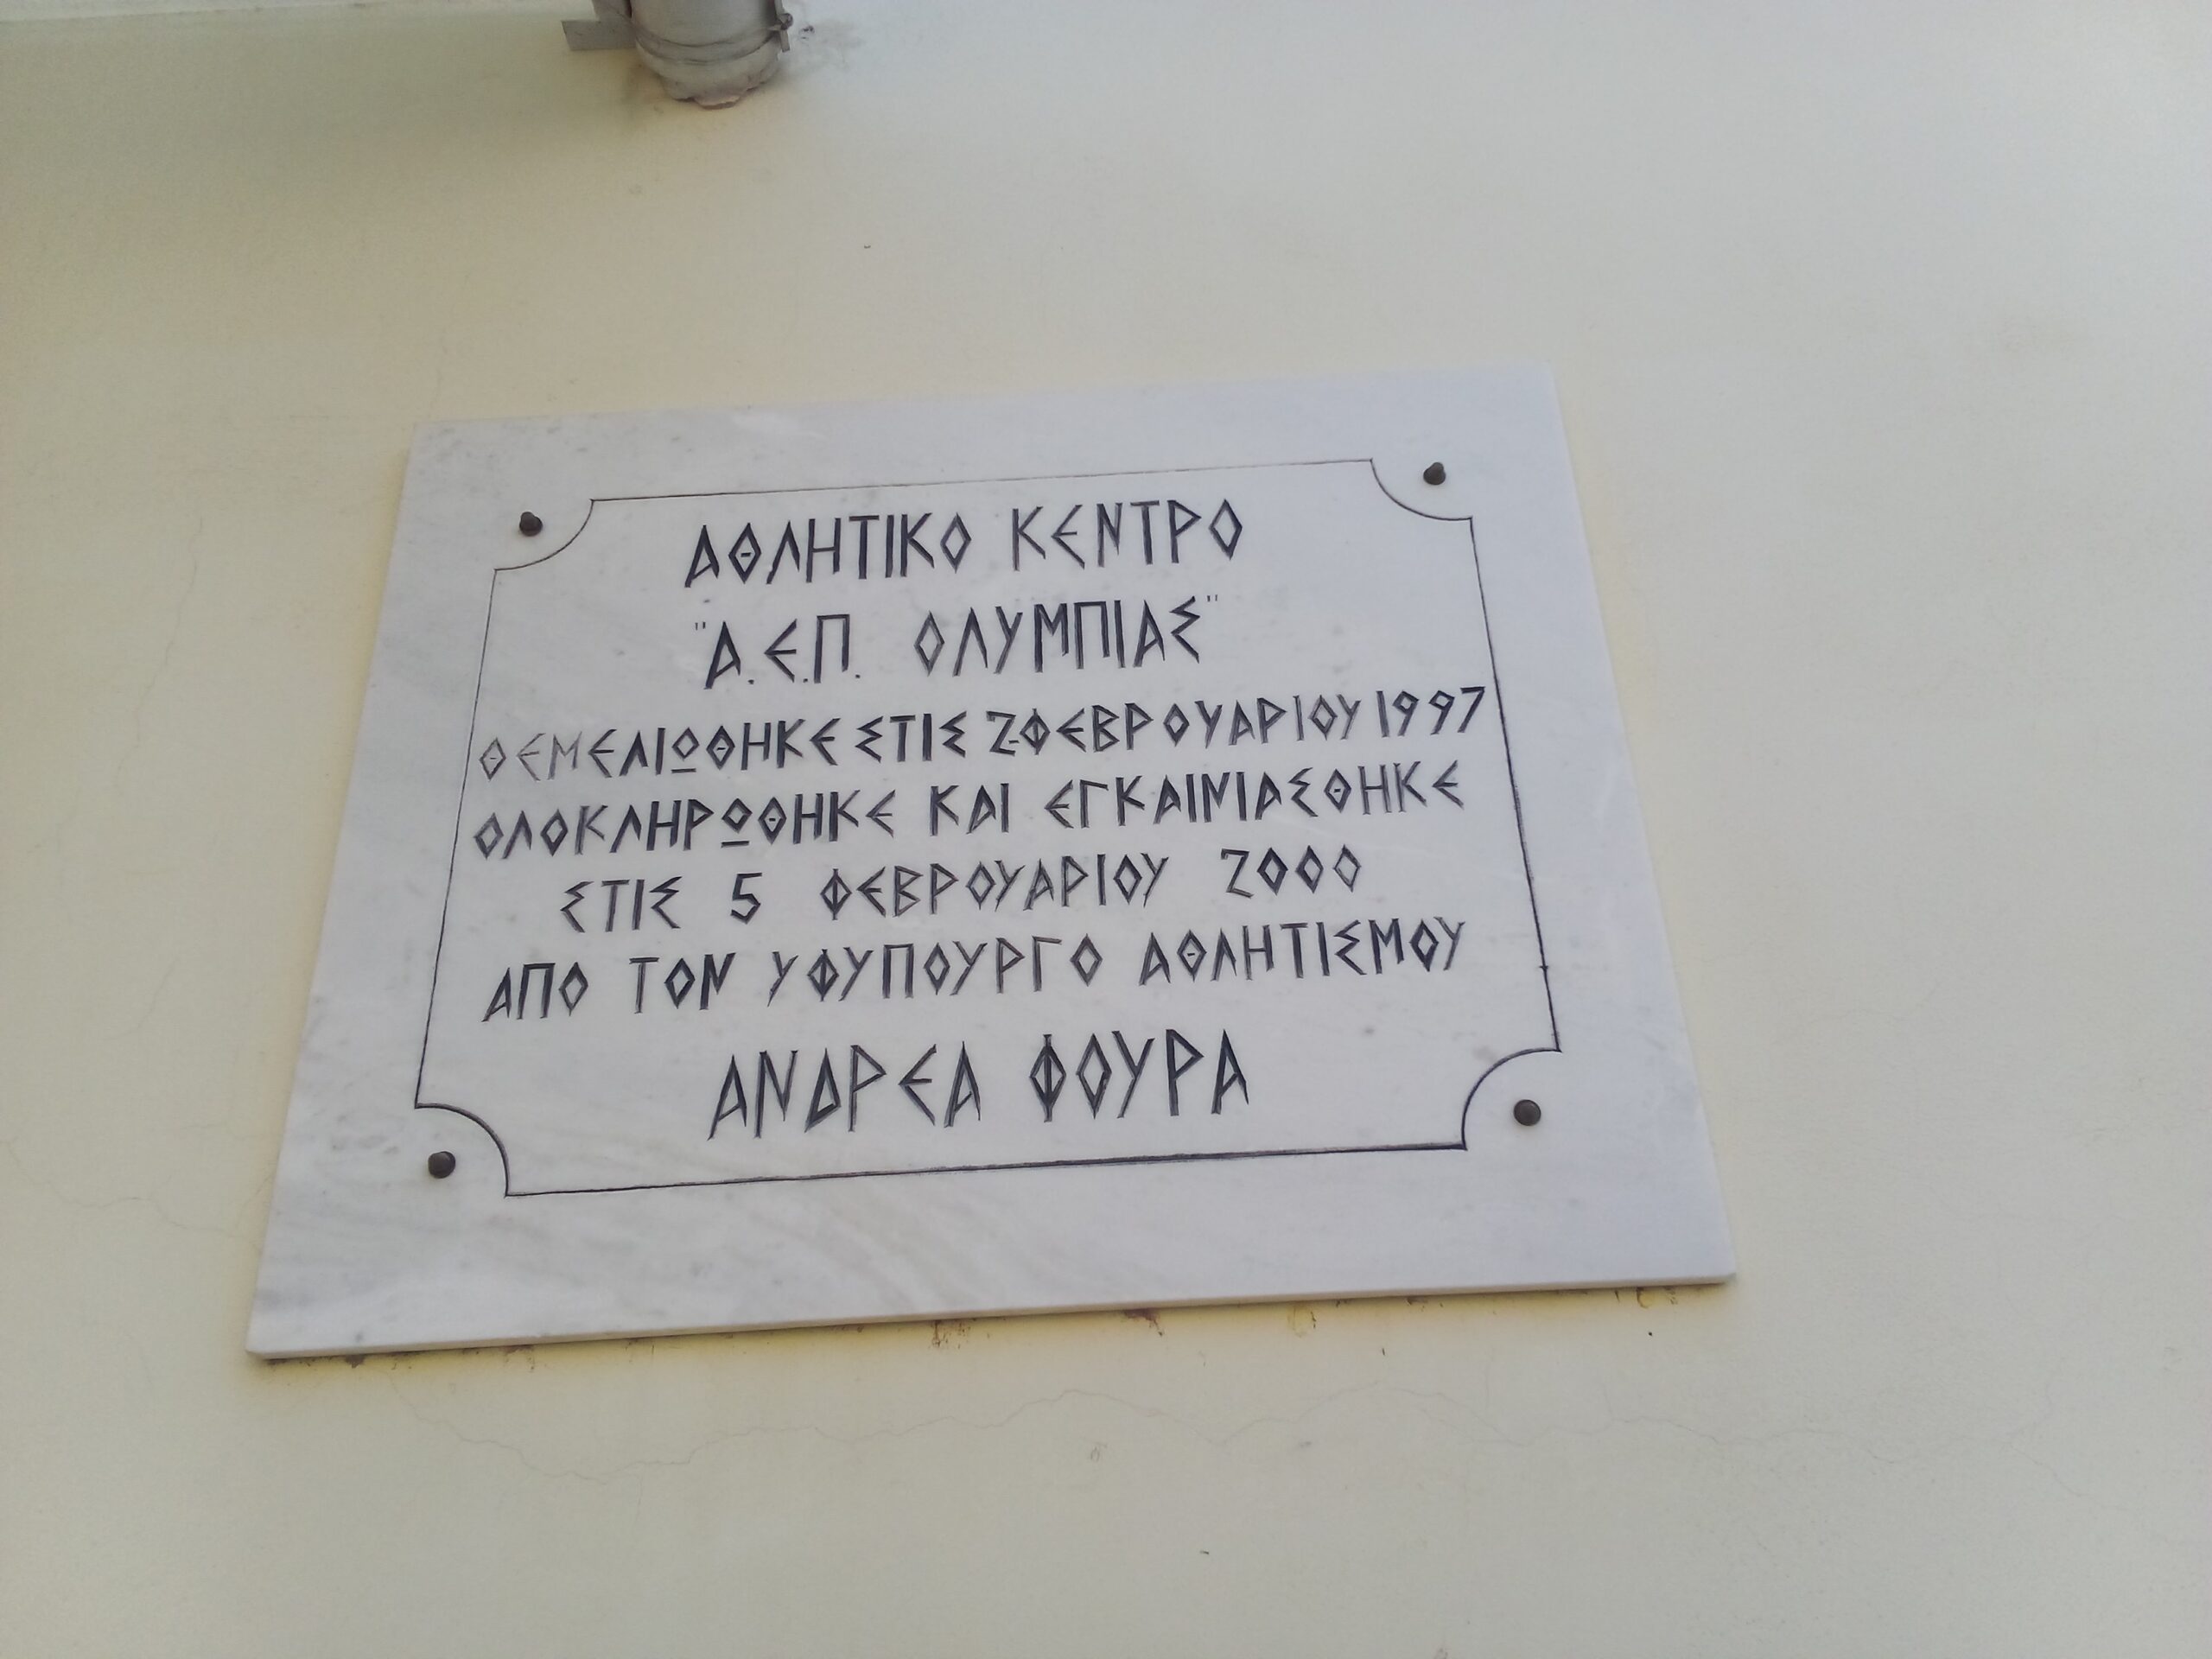 ΑΘΛΗΤΙΚΟ ΚΕΝΤΡΟ
"Α.Ε.Π. ΟΛΥΜΠΙΑΣ"
ΘΕΜΕΛΙΩΘΗΚΕ ΣΤΙΣ 2-ΦΕΒΡΟΥΑΡΙΟΥ 1997
ΟΛΟΚΛΗΡΩΘΗΚΕ ΚΑΙ ΕΓΚΑΙΝΙΑΣΘΗΚΕ
ΣΤΙΣ 5 ΦΕΒΡΟΥΑΡΙΟΥ 2000
ΑΠΟ ΤΟΝ ΥΦΥΠΟΥΡΓΟ ΑΘΛΗΤΙΣΜΟΥ
ΑΝΔΡΕΑ ΦΟΥΡΑ